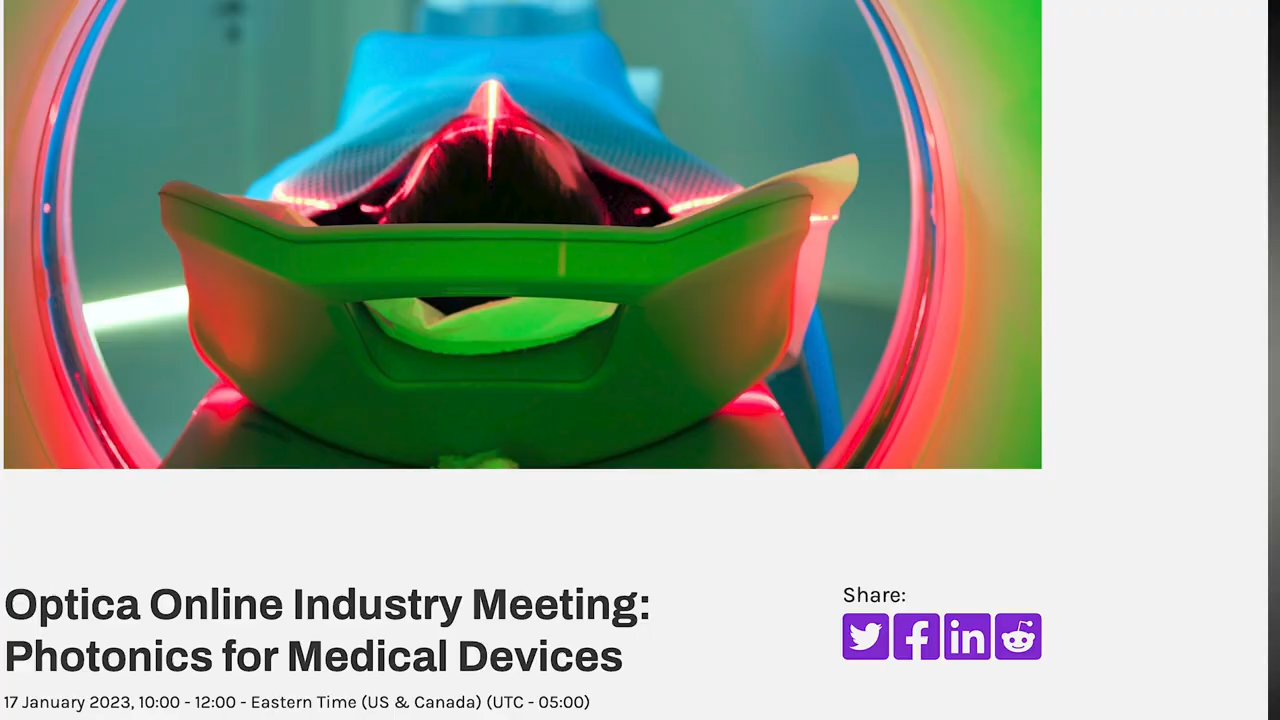 Optica Online Industry Meeting:
Photonics for Medical Devices
17 January 2023, 10:00 - 12:00 - Eastern Time (US & Canada) (UTC - 05:00)
Share: